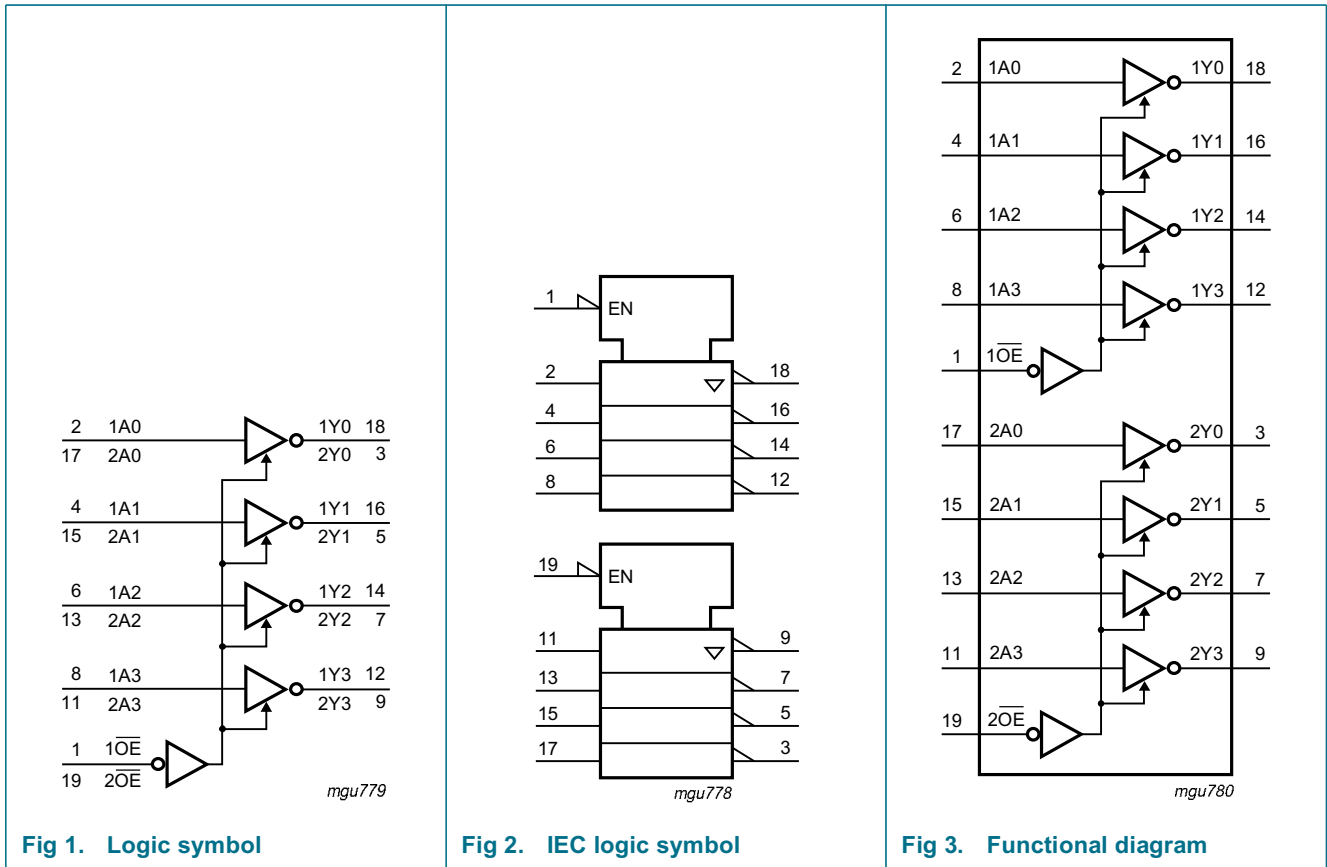 2 1A0 1Y0 18
17 2A0 2Y0 3
4 1A1 1Y1 16
15 2A1 2Y1 5
6 1A2 1Y2 14
13 2A2 2Y2 7
8 1A3 1Y3 12
11 2A3 2Y3 9
1 1O̅E̅
19 2O̅E̅
mgu779
Fig 1. Logic symbol
1 EN
2 18
4 16
6 14
8 12
19 EN
11 9
13 7
15 5
17 3
mgu778
Fig 2. IEC logic symbol
2 1A0 1Y0 18
4 1A1 1Y1 16
6 1A2 1Y2 14
8 1A3 1Y3 12
1 1O̅E̅
17 2A0 2Y0 3
15 2A1 2Y1 5
13 2A2 2Y2 7
11 2A3 2Y3 9
19 2O̅E̅
mgu780
Fig 3. Functional diagram